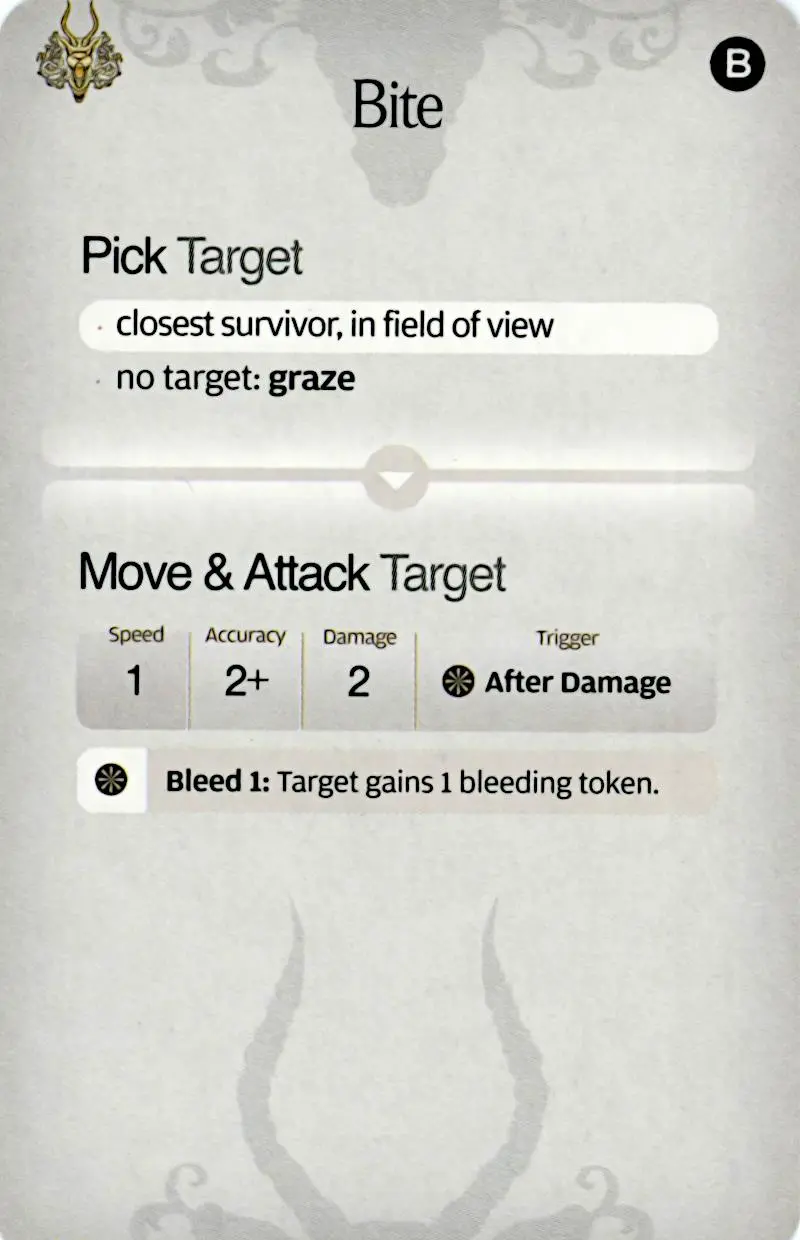 B
Bite
Pick Target
· closest survivor, in field of view
· no target: graze
Move & Attack Target
Speed Accuracy Damage Trigger
1 2+ 2 After Damage
Bleed 1: Target gains 1 bleeding token.